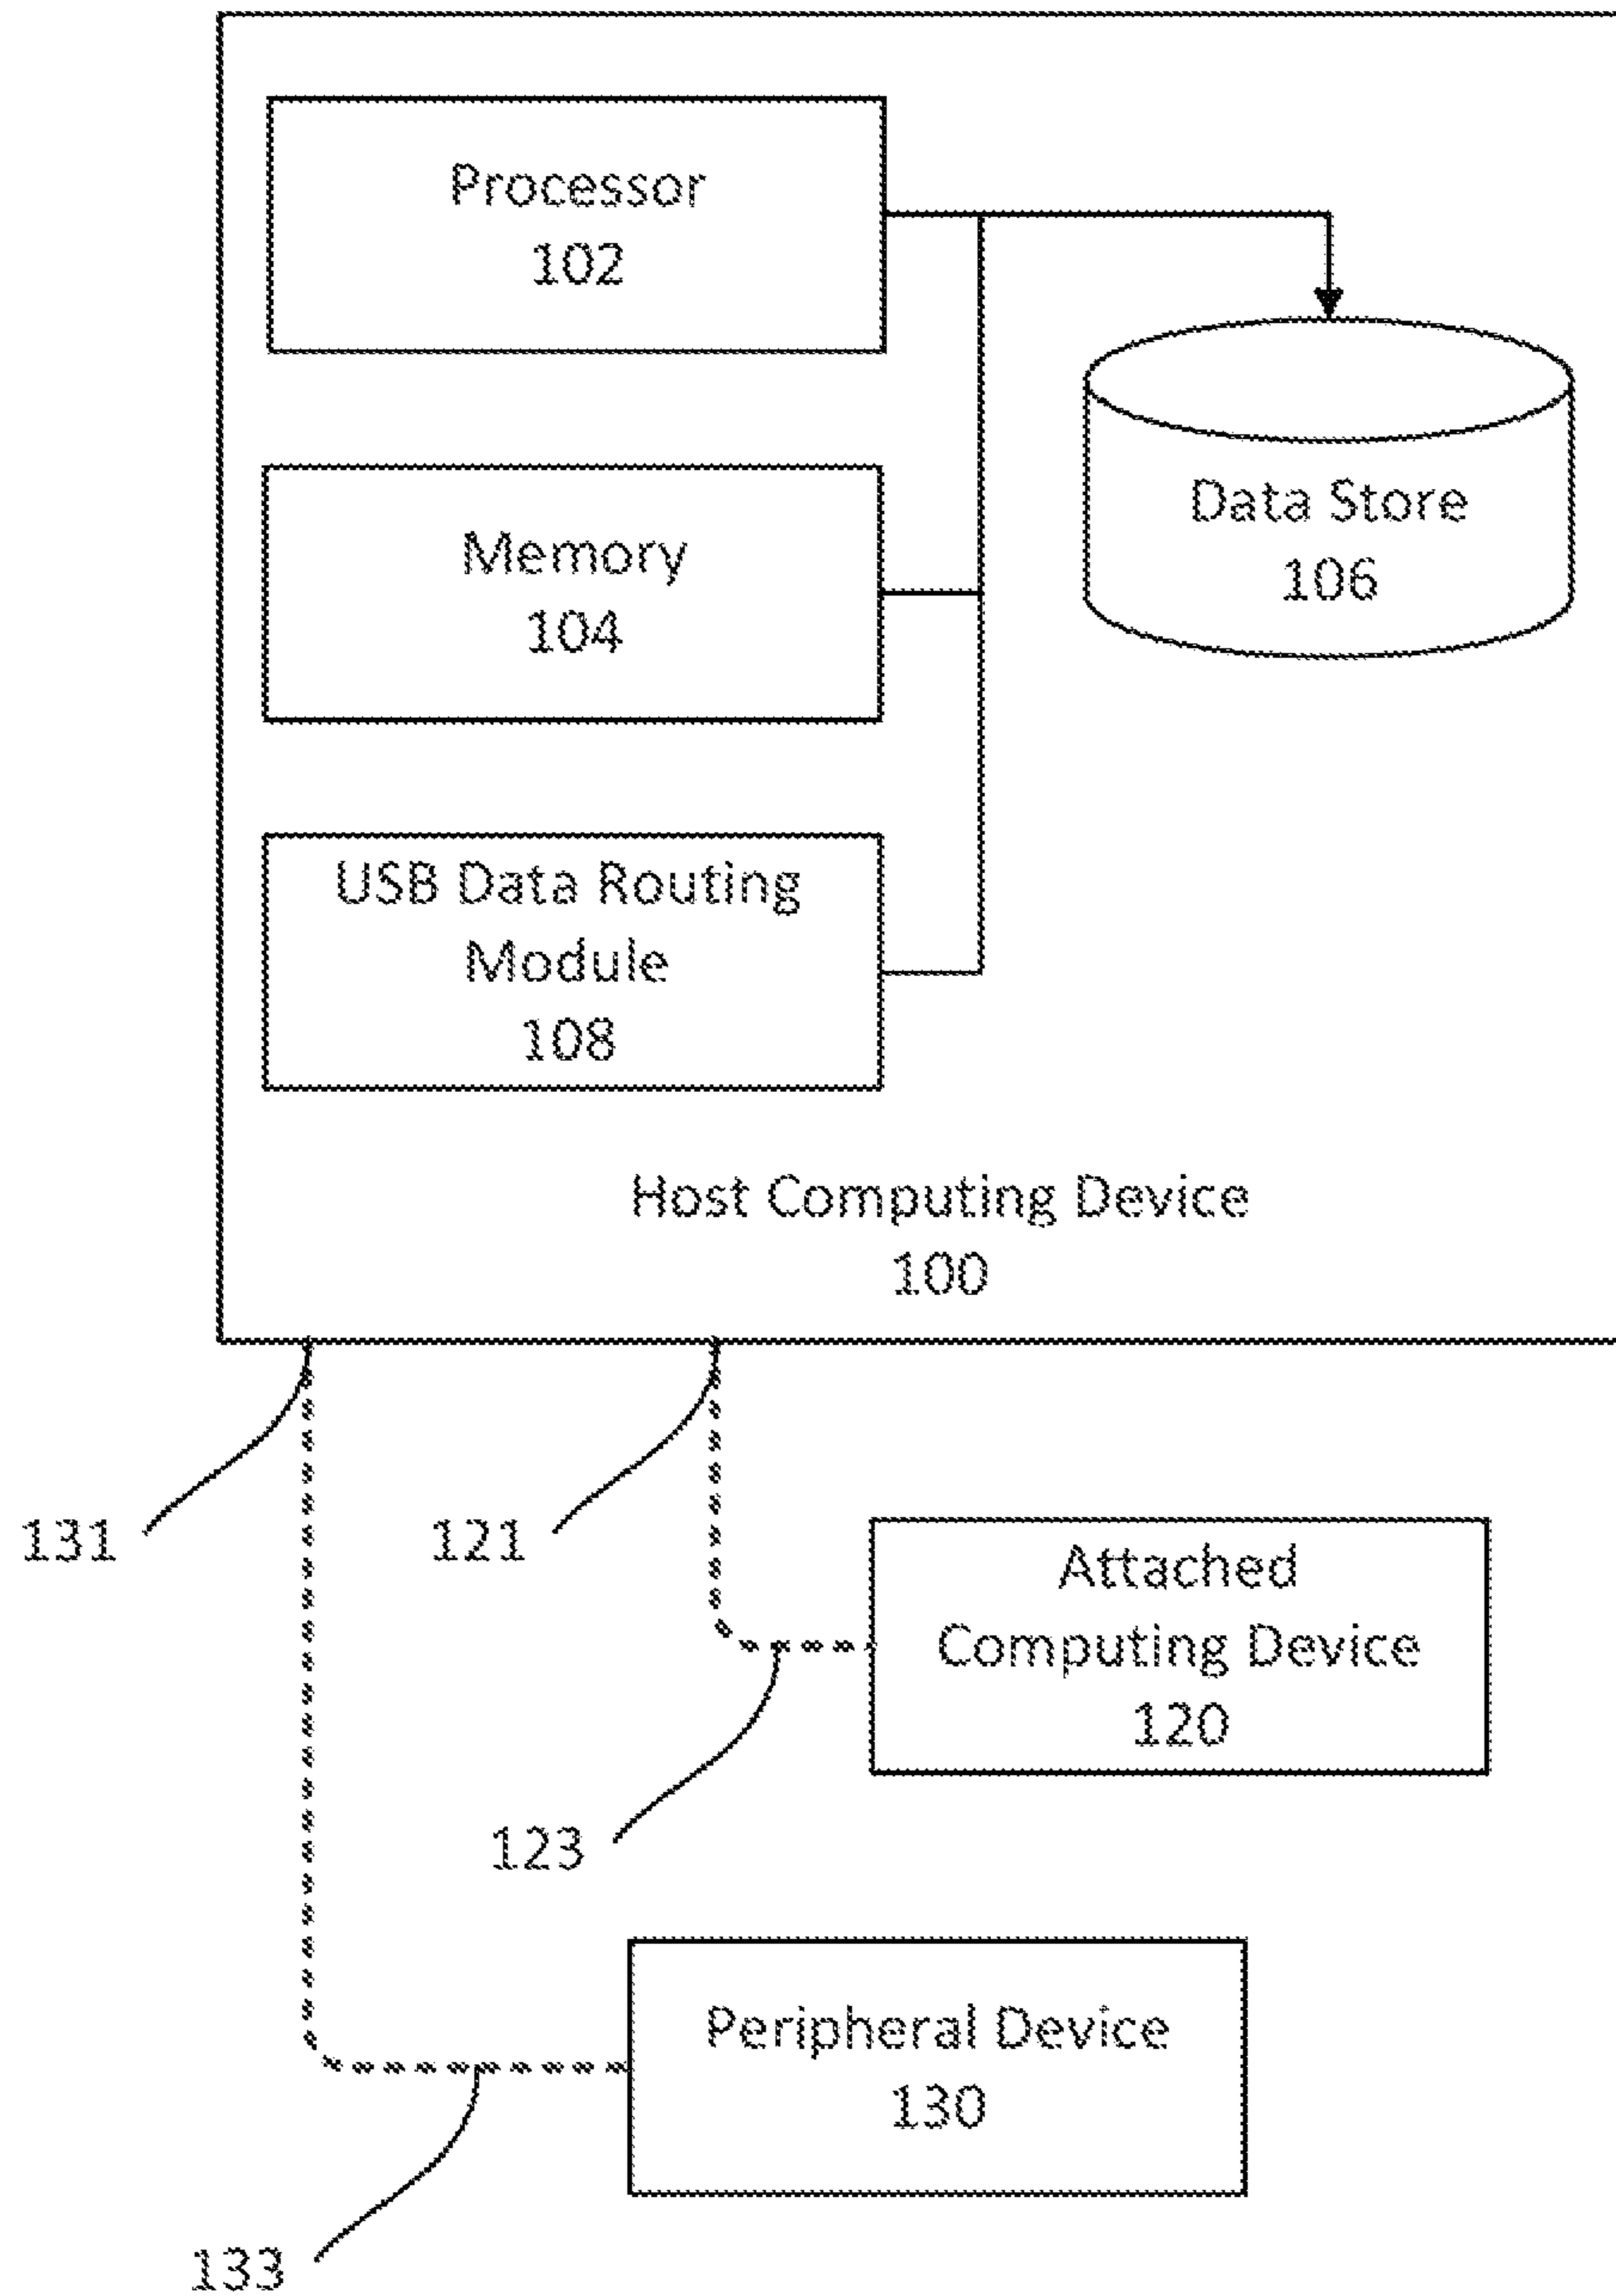 Processor
102
Memory
104
Data Store
106
USB Data Routing
Module
108
Host Computing Device
100
131
121
Attached
Computing Device
120
123
Peripheral Device
130
133